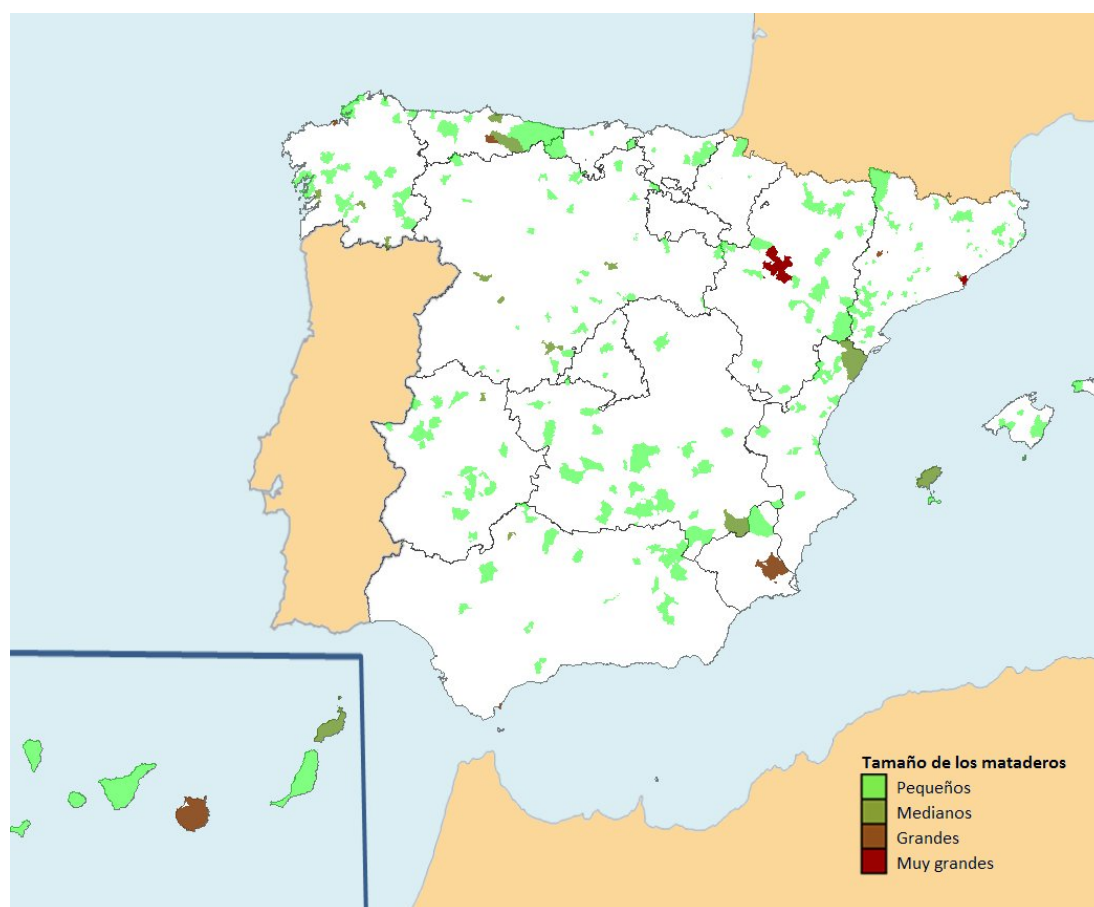 Tamaño de los mataderos
Pequeños
Medianos
Grandes
Muy grandes